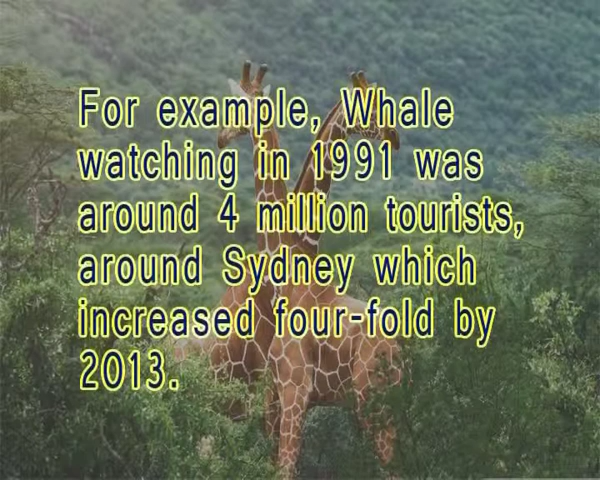 For example, Whale
watching in 1991 was
around 4 million tourists,
around Sydney which
increased four-fold by
2013.